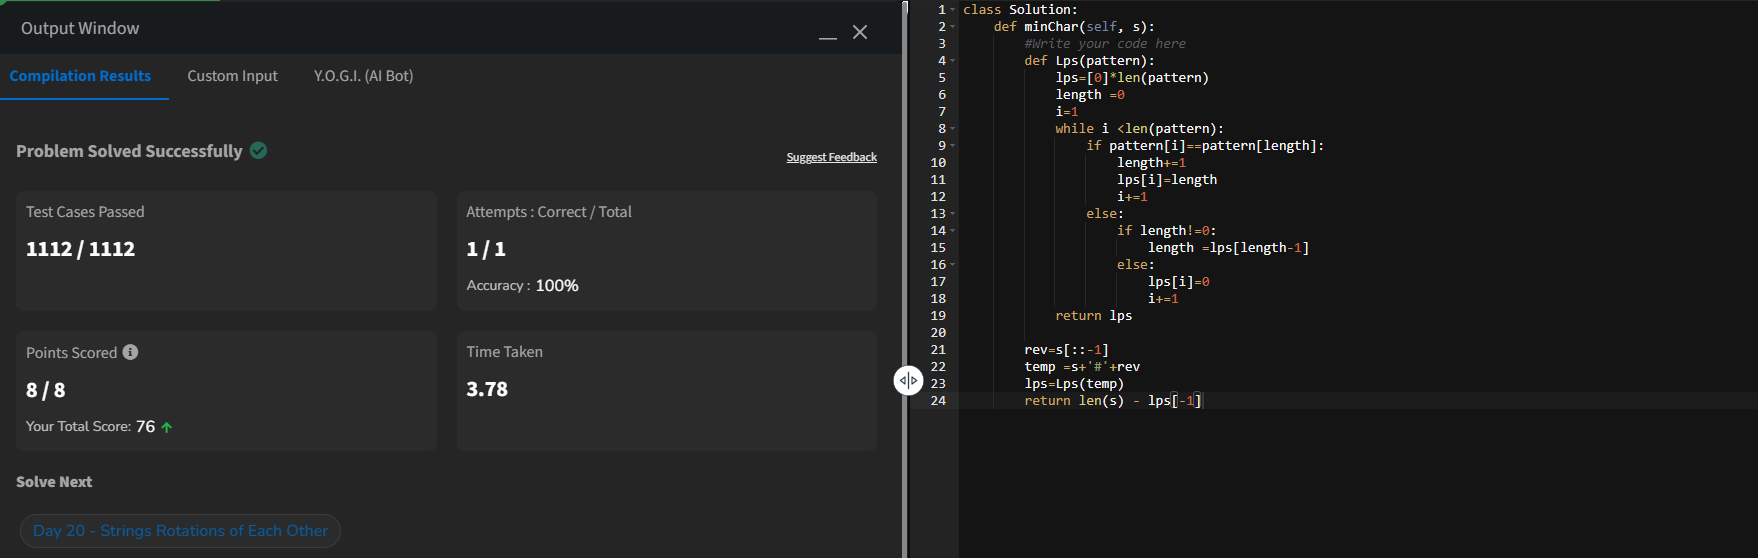 Output Window
Compilation Results
Custom Input
Y.O.G.I. (AI Bot)
Problem Solved Successfully
Suggest Feedback
Test Cases Passed
1112 / 1112
Attempts : Correct / Total
1 / 1
Accuracy : 100%
Points Scored
8 / 8
Your Total Score: 76
Time Taken
3.78
Solve Next
Day 20 - Strings Rotations of Each Other
1 class Solution:
2     def minChar(self, s):
3         #Write your code here
4         def Lps(pattern):
5             lps=[0]*len(pattern)
6             length =0
7             i=1
8             while i <len(pattern):
9                 if pattern[i]==pattern[length]:
10                     length+=1
11                     lps[i]=length
12                     i+=1
13                 else:
14                     if length!=0:
15                         length =lps[length-1]
16                     else:
17                         lps[i]=0
18                         i+=1
19             return lps
20
21         rev=s[::-1]
22         temp =s+'#'+rev
23         lps=Lps(temp)
24         return len(s) - lps[-1]